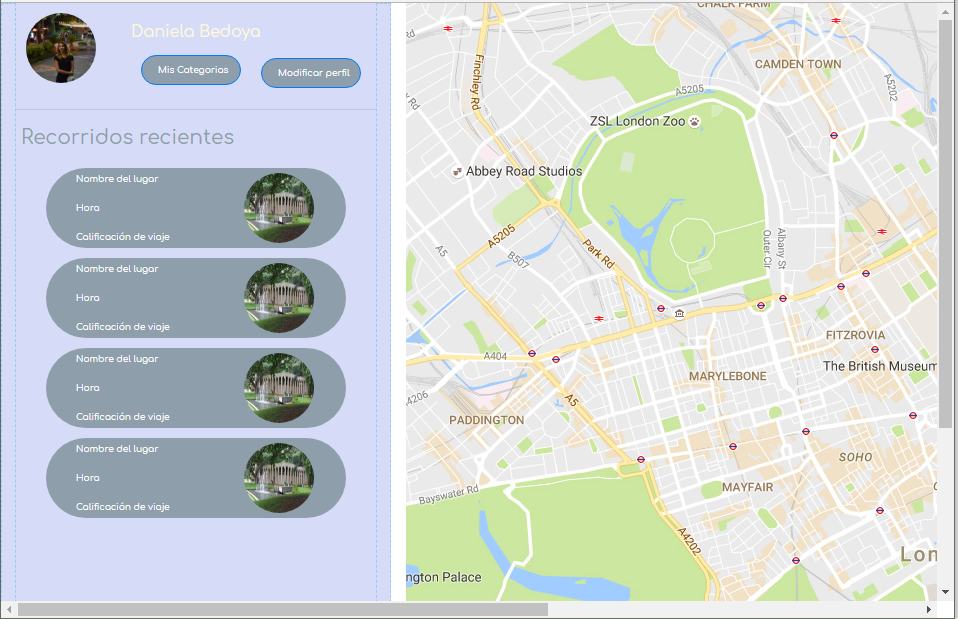 Daniela Bedoya
Mis Categorias
Modificar perfil
Recorridos recientes
Nombre del lugar
Hora
Calificación de viaje
Nombre del lugar
Hora
Calificación de viaje
Nombre del lugar
Hora
Calificación de viaje
Nombre del lugar
Hora
Calificación de viaje
CHALK FARM
Rd
Finchley Rd
CAMDEN TOWN
A5205
A5202
Rd
ZSL London Zoo
Abbey Road Studios
A5205
A5
B507
Park Rd
Outer Cir
Albany St
FITZROVIA
A404
The British Museum
MARYLEBONE
A4206
A5
PADDINGTON
SOHO
Bayswater Rd
MAYFAIR
A4202
Lon
ngton Palace